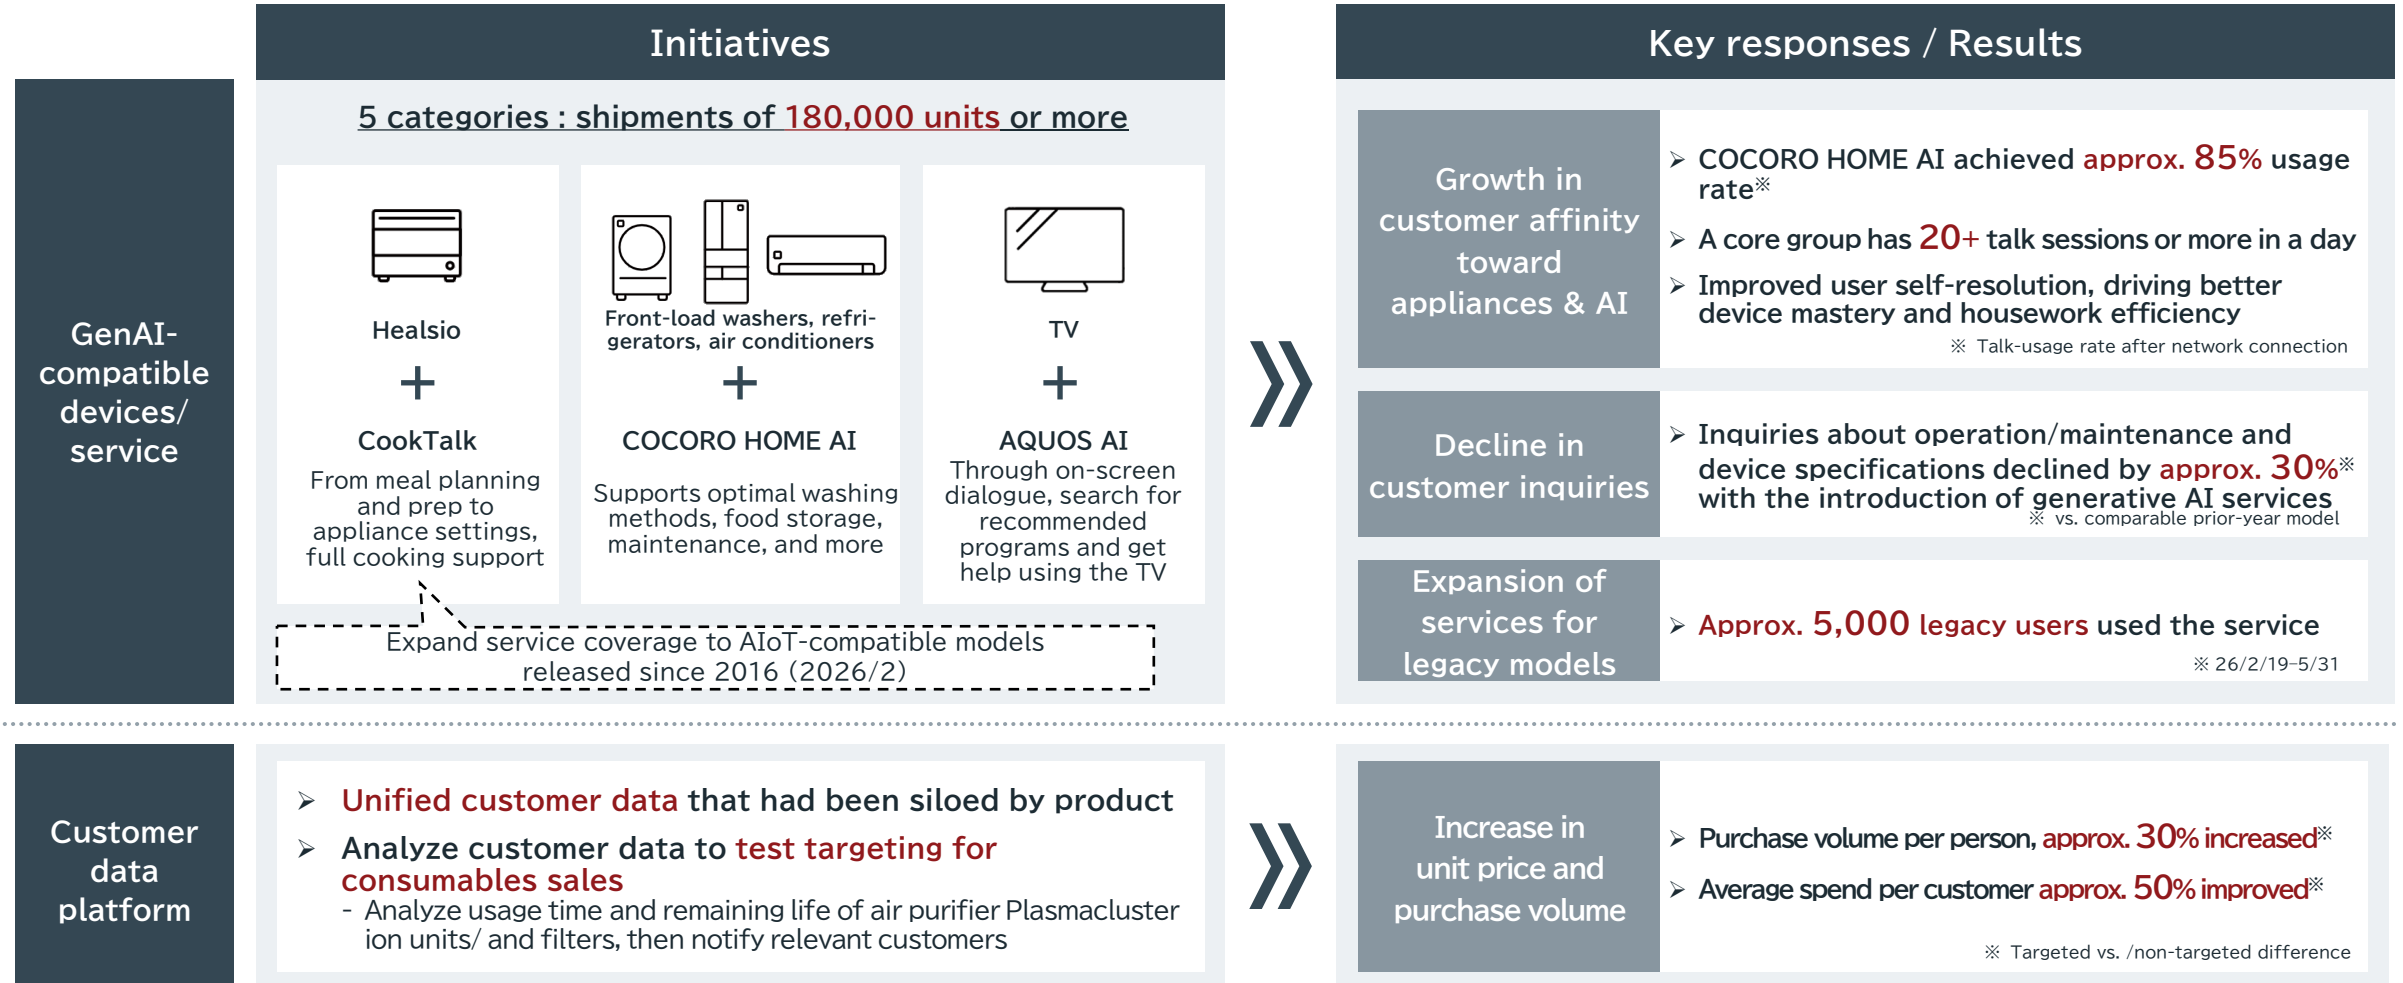 Initiatives
Key responses / Results
GenAI-
compatible
devices/
service
5 categories : shipments of 180,000 units or more
Healsio
+
CookTalk
From meal planning
and prep to
appliance settings,
full cooking support
Front-load washers, refri-
gerators, air conditioners
+
COCORO HOME AI
Supports optimal washing
methods, food storage,
maintenance, and more
TV
+
AQUOS AI
Through on-screen
dialogue, search for
recommended
programs and get
help using the TV
Expand service coverage to AIoT-compatible models
released since 2016 (2026/2)
Growth in
customer affinity
toward
appliances & AI
➢ COCORO HOME AI achieved approx. 85% usage
rate※
➢ A core group has 20+ talk sessions or more in a day
➢ Improved user self-resolution, driving better
device mastery and housework efficiency
※ Talk-usage rate after network connection
Decline in
customer inquiries
➢ Inquiries about operation/maintenance and
device specifications declined by approx. 30%※
with the introduction of generative AI services
※ vs. comparable prior-year model
Expansion of
services for
legacy models
➢ Approx. 5,000 legacy users used the service
※ 26/2/19–5/31
Customer
data
platform
➢ Unified customer data that had been siloed by product
➢ Analyze customer data to test targeting for
consumables sales
- Analyze usage time and remaining life of air purifier Plasmacluster
ion units/ and filters, then notify relevant customers
Increase in
unit price and
purchase volume
➢ Purchase volume per person, approx. 30% increased※
➢ Average spend per customer approx. 50% improved※
※ Targeted vs. /non-targeted difference